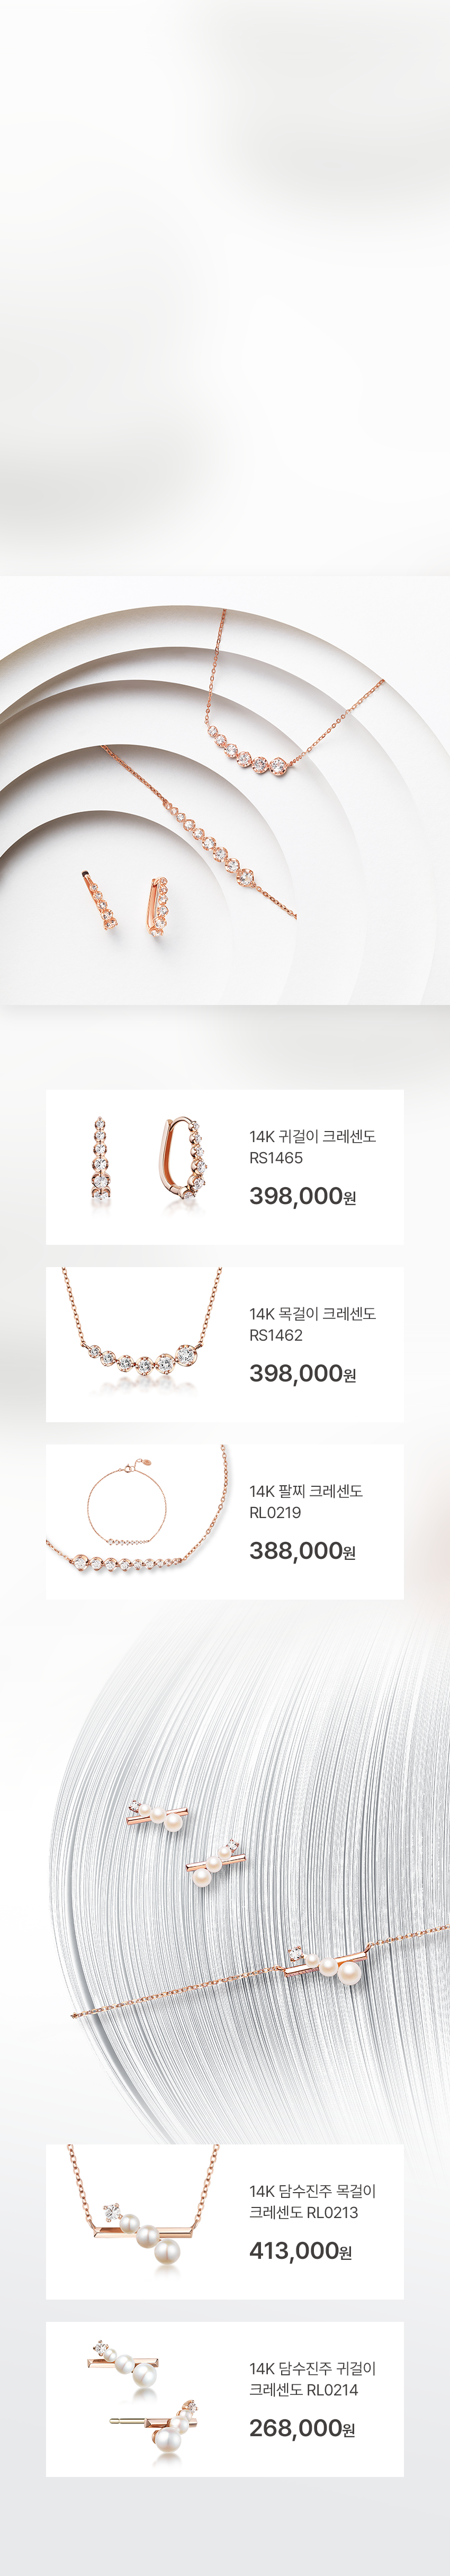 14K 귀걸이 크레센도
RS1465
398,000원
14K 목걸이 크레센도
RS1462
398,000원
14K 팔찌 크레센도
RL0219
388,000원
14K 담수진주 목걸이
크레센도 RL0213
413,000원
14K 담수진주 귀걸이
크레센도 RL0214
268,000원